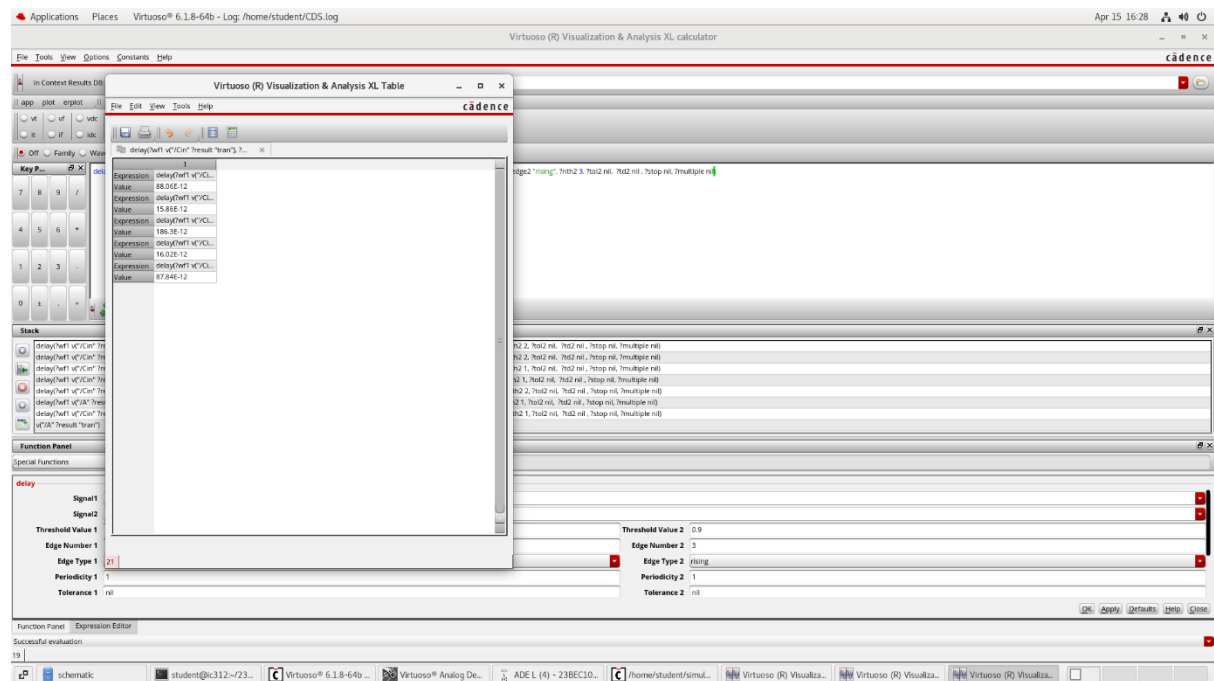 Applications Places Virtuoso® 6.1.8-64b - Log: /home/student/CDS.log Apr 15 16:28
Virtuoso (R) Visualization & Analysis XL calculator
File Tools View Options Constants Help cādence
In Context Results DB
app plot erplot
vt vf vdc
it if idc
Off Family Wav
Key P...
7 8 9 /
4 5 6 *
1 2 3 -
0 ± . +
edge2 "rising", ?nth2 3, ?tol2 nil, ?td2 nil , ?stop nil, ?multiple nil)
Virtuoso (R) Visualization & Analysis XL Table
File Edit View Tools Help cādence
delay(?wf1 v("/Cin" ?result "tran"), ?...
1
Expression delay(?wf1 v("/Ci...
Value 88.06E-12
Expression delay(?wf1 v("/Ci...
Value 15.86E-12
Expression delay(?wf1 v("/Ci...
Value 186.3E-12
Expression delay(?wf1 v("/Ci...
Value 16.02E-12
Expression delay(?wf1 v("/Ci...
Value 87.84E-12
21
Stack
delay(?wf1 v("/Cin" ?re h2 2, ?tol2 nil, ?td2 nil , ?stop nil, ?multiple nil)
delay(?wf1 v("/Cin" ?re h2 2, ?tol2 nil, ?td2 nil , ?stop nil, ?multiple nil)
delay(?wf1 v("/Cin" ?re h2 1, ?tol2 nil, ?td2 nil , ?stop nil, ?multiple nil)
delay(?wf1 v("/Cin" ?re 2 1, ?tol2 nil, ?td2 nil , ?stop nil, ?multiple nil)
delay(?wf1 v("/Cin" ?re h2 2, ?tol2 nil, ?td2 nil , ?stop nil, ?multiple nil)
delay(?wf1 v("/A" ?res 2 1, ?tol2 nil, ?td2 nil , ?stop nil, ?multiple nil)
delay(?wf1 v("/Cin" ?re h2 1, ?tol2 nil, ?td2 nil , ?stop nil, ?multiple nil)
v("/A" ?result "tran")
Function Panel
Special Functions
delay
Signal1
Signal2
Threshold Value 1 Threshold Value 2 0.9
Edge Number 1 Edge Number 2 3
Edge Type 1 Edge Type 2 rising
Periodicity 1 1 Periodicity 2 1
Tolerance 1 nil Tolerance 2 nil
OK Apply Defaults Help Close
Function Panel Expression Editor
Successful evaluation
19
schematic student@ic312:~/23... Virtuoso® 6.1.8-64b ... Virtuoso® Analog De... ADE L (4) - 23BEC10... /home/student/simul... Virtuoso (R) Visualiza... Virtuoso (R) Visualiza... Virtuoso (R) Visualiza...